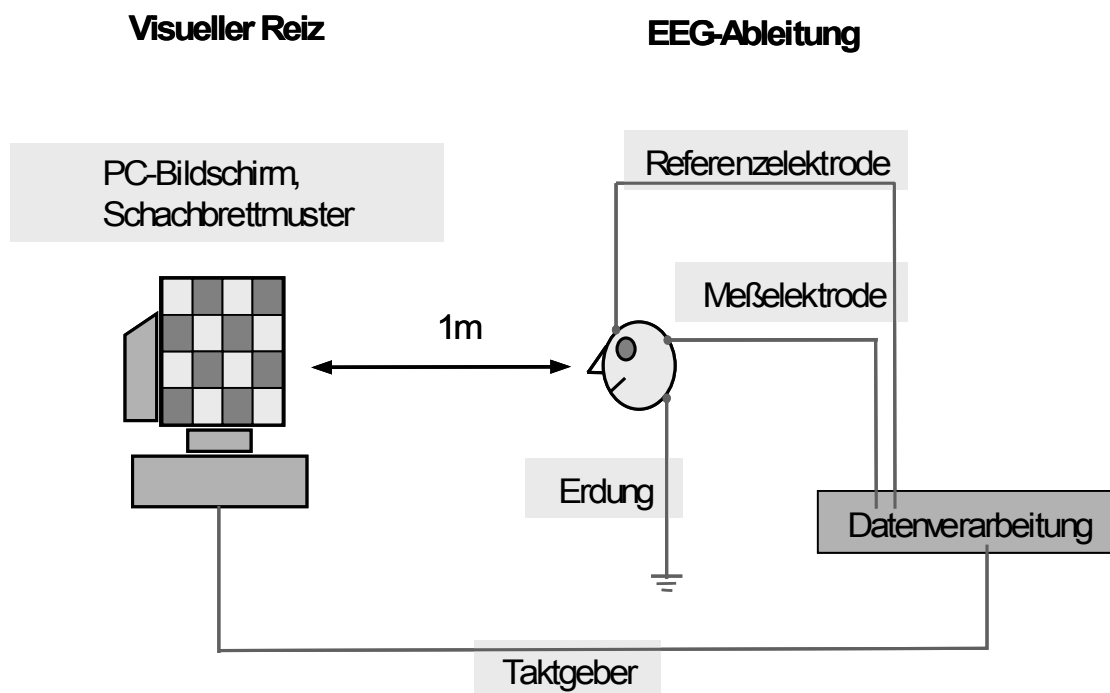 Visueller Reiz
EEG-Ableitung
PC-Bildschirm,
Schachbrettmuster
Referenzelektrode
Meßelektrode
1m
Erdung
Datenverarbeitung
Taktgeber